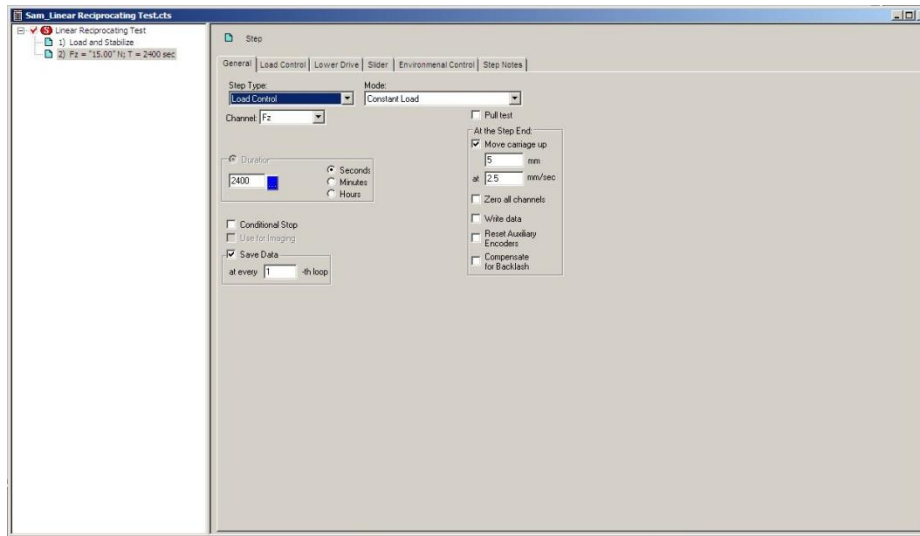 Sam_Linear Reciprocating Test.cts
Linear Reciprocating Test
1) Load and Stabilize
2) Fz = "15.00" N; T = 2400 sec
Step
General Load Control Lower Drive Slider Environmenal Control Step Notes
Step Type: Mode:
Load Control Constant Load
Channel: Fz
Pull test
At the Step End:
Move carriage up
5 mm
at 2.5 mm/sec
Zero all channels
Write data
Reset Auxiliary
Encoders
Compensate
for Backlash
Duration
2400
Seconds
Minutes
Hours
Conditional Stop
Use for Imaging
Save Data
at every 1 -th loop